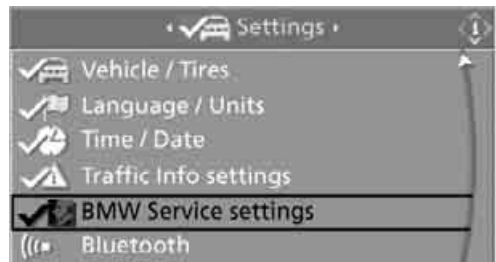 Settings
Vehicle / Tires
Language / Units
Time / Date
Traffic Info settings
BMW Service settings
Bluetooth